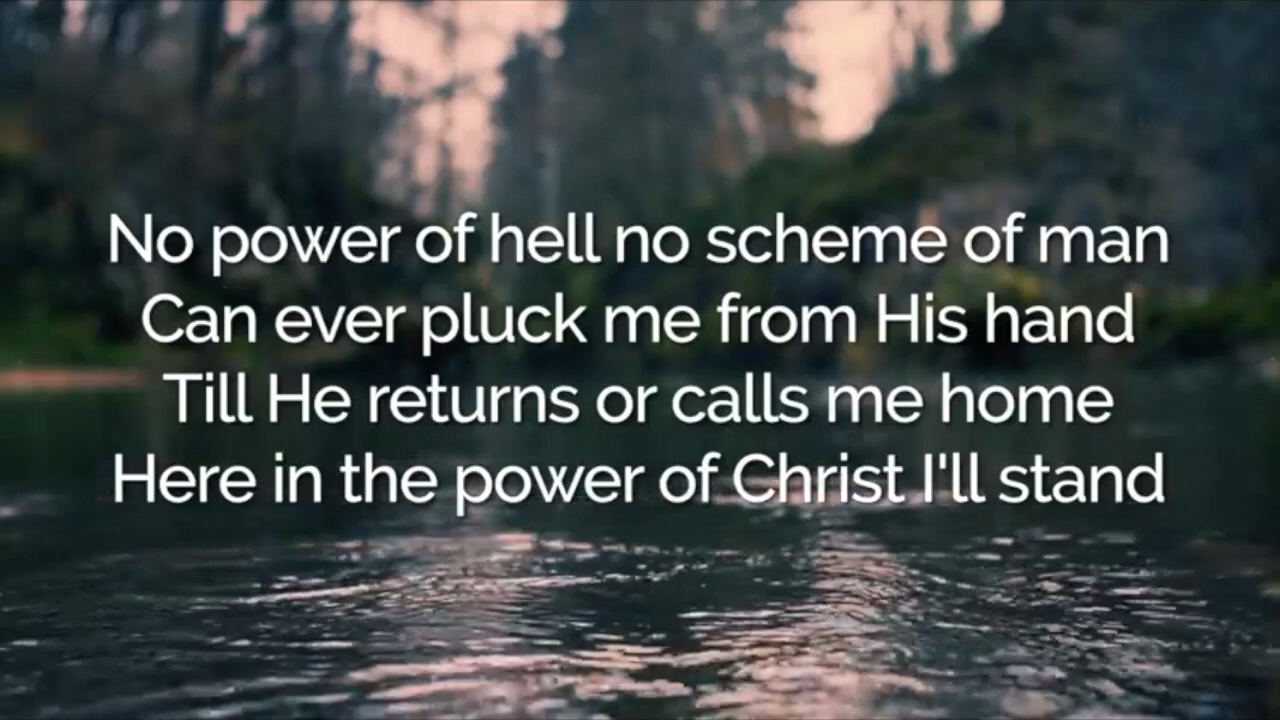 No power of hell no scheme of man
Can ever pluck me from His hand
Till He returns or calls me home
Here in the power of Christ I'll stand